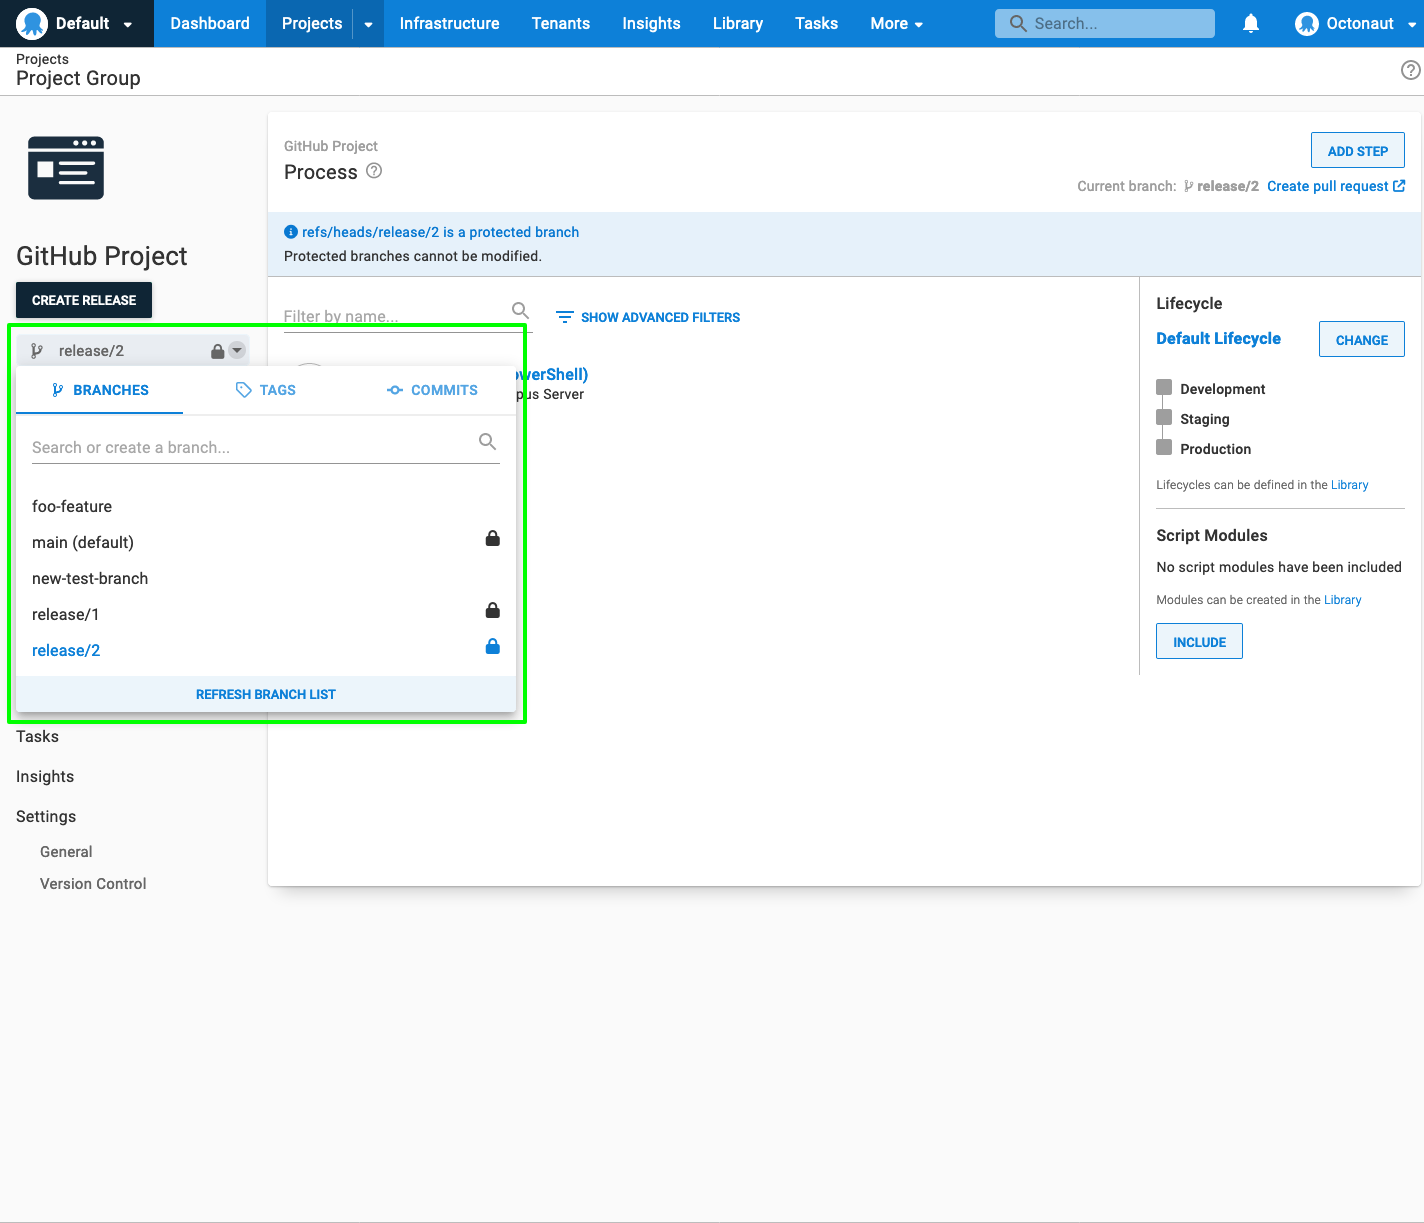 Default
Dashboard
Projects
Infrastructure
Tenants
Insights
Library
Tasks
More
Search...
Octonaut
Projects
Project Group
GitHub Project
CREATE RELEASE
release/2
BRANCHES
TAGS
COMMITS
Search or create a branch...
foo-feature
main (default)
new-test-branch
release/1
release/2
REFRESH BRANCH LIST
Tasks
Insights
Settings
General
Version Control
GitHub Project
Process
ADD STEP
Current branch: release/2 Create pull request
refs/heads/release/2 is a protected branch
Protected branches cannot be modified.
Filter by name...
SHOW ADVANCED FILTERS
owerShell)
pus Server
Lifecycle
Default Lifecycle
CHANGE
Development
Staging
Production
Lifecycles can be defined in the Library
Script Modules
No script modules have been included
Modules can be created in the Library
INCLUDE